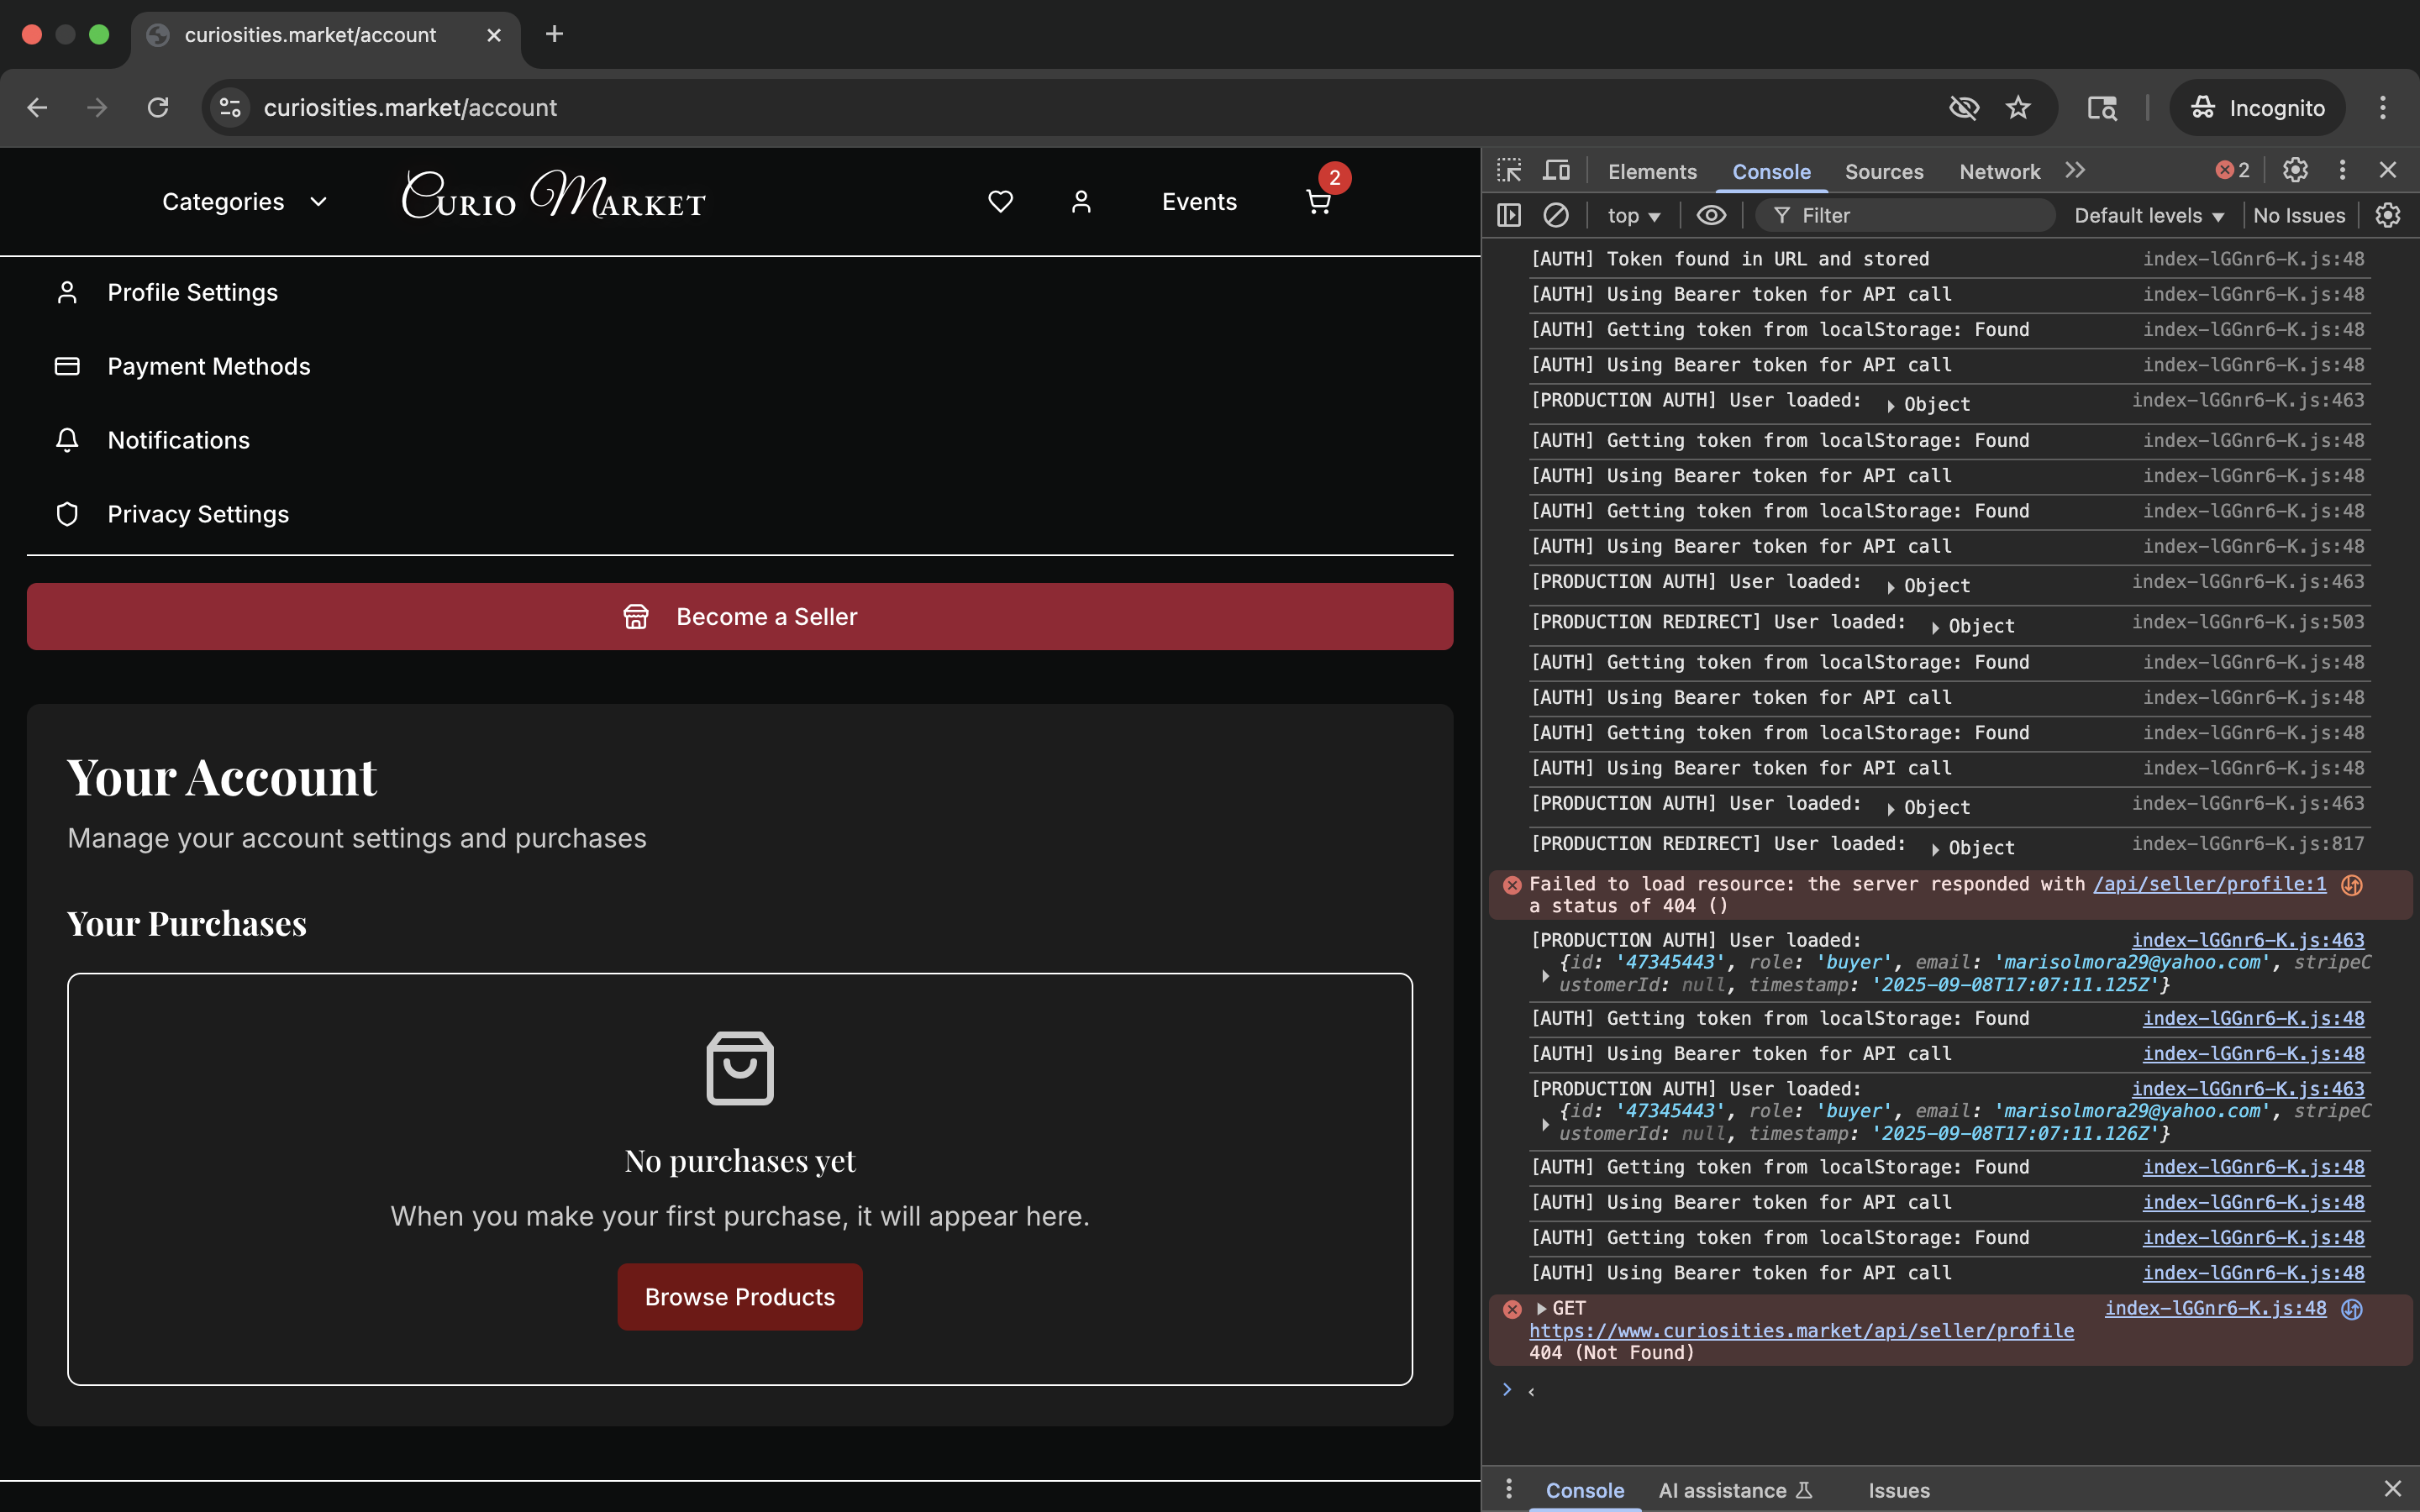 curiosities.market/account
curiosities.market/account
Incognito
Categories
Curio Market
Events
2
Profile Settings
Payment Methods
Notifications
Privacy Settings
Become a Seller
Your Account
Manage your account settings and purchases
Your Purchases
No purchases yet
When you make your first purchase, it will appear here.
Browse Products
Elements Console Sources Network 2
top Filter Default levels No Issues
[AUTH] Token found in URL and stored index-lGGnr6-K.js:48
[AUTH] Using Bearer token for API call index-lGGnr6-K.js:48
[AUTH] Getting token from localStorage: Found index-lGGnr6-K.js:48
[AUTH] Using Bearer token for API call index-lGGnr6-K.js:48
[PRODUCTION AUTH] User loaded: Object index-lGGnr6-K.js:463
[AUTH] Getting token from localStorage: Found index-lGGnr6-K.js:48
[AUTH] Using Bearer token for API call index-lGGnr6-K.js:48
[AUTH] Getting token from localStorage: Found index-lGGnr6-K.js:48
[AUTH] Using Bearer token for API call index-lGGnr6-K.js:48
[PRODUCTION AUTH] User loaded: Object index-lGGnr6-K.js:463
[PRODUCTION REDIRECT] User loaded: Object index-lGGnr6-K.js:503
[AUTH] Getting token from localStorage: Found index-lGGnr6-K.js:48
[AUTH] Using Bearer token for API call index-lGGnr6-K.js:48
[AUTH] Getting token from localStorage: Found index-lGGnr6-K.js:48
[AUTH] Using Bearer token for API call index-lGGnr6-K.js:48
[PRODUCTION AUTH] User loaded: Object index-lGGnr6-K.js:463
[PRODUCTION REDIRECT] User loaded: Object index-lGGnr6-K.js:817
Failed to load resource: the server responded with /api/seller/profile:1
a status of 404 ()
[PRODUCTION AUTH] User loaded: index-lGGnr6-K.js:463
{id: '47345443', role: 'buyer', email: 'marisolmora29@yahoo.com', stripeC
ustomerId: null, timestamp: '2025-09-08T17:07:11.125Z'}
[AUTH] Getting token from localStorage: Found index-lGGnr6-K.js:48
[AUTH] Using Bearer token for API call index-lGGnr6-K.js:48
[PRODUCTION AUTH] User loaded: index-lGGnr6-K.js:463
{id: '47345443', role: 'buyer', email: 'marisolmora29@yahoo.com', stripeC
ustomerId: null, timestamp: '2025-09-08T17:07:11.126Z'}
[AUTH] Getting token from localStorage: Found index-lGGnr6-K.js:48
[AUTH] Using Bearer token for API call index-lGGnr6-K.js:48
[AUTH] Getting token from localStorage: Found index-lGGnr6-K.js:48
[AUTH] Using Bearer token for API call index-lGGnr6-K.js:48
GET index-lGGnr6-K.js:48
https://www.curiosities.market/api/seller/profile
404 (Not Found)
Console AI assistance Issues